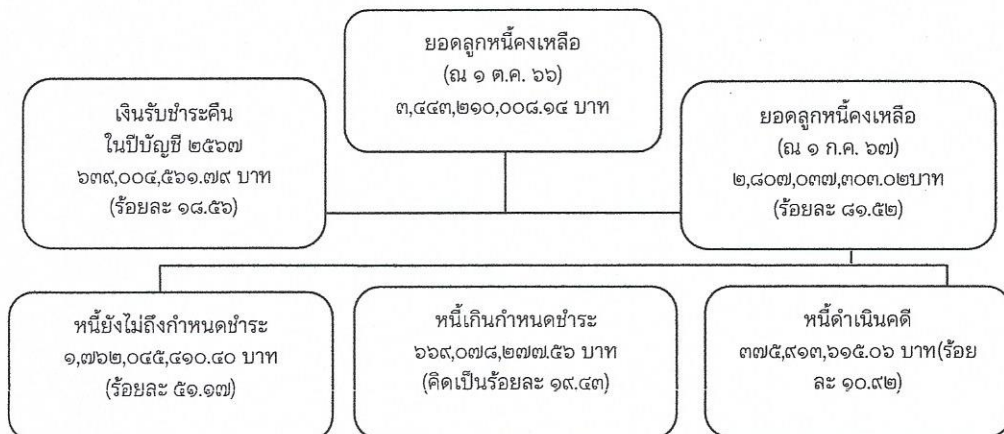 ยอดลูกหนี้คงเหลือ
(ณ ๑ ต.ค. ๖๖)
๓,๔๔๓,๒๑๐,๐๐๘.๑๔ บาท
เงินรับชำระคืน
ในปีบัญชี ๒๕๖๗
๖๓๙,๐๐๔,๕๖๑.๗๙ บาท
(ร้อยละ ๑๘.๕๖)
ยอดลูกหนี้คงเหลือ
(ณ ๑ ก.ค. ๖๗)
๒,๘๐๗,๐๓๗,๓๐๓.๐๒บาท
(ร้อยละ ๘๑.๕๒)
หนี้ยังไม่ถึงกำหนดชำระ
๑,๗๖๒,๐๔๕,๔๑๐.๔๐ บาท
(ร้อยละ ๕๑.๑๗)
หนี้เกินกำหนดชำระ
๖๖๙,๐๗๘,๒๗๗.๕๖ บาท
(คิดเป็นร้อยละ ๑๙.๔๓)
หนี้ดำเนินคดี
๓๗๕,๙๑๓,๖๑๕.๐๖ บาท(ร้อย
ละ ๑๐.๙๒)